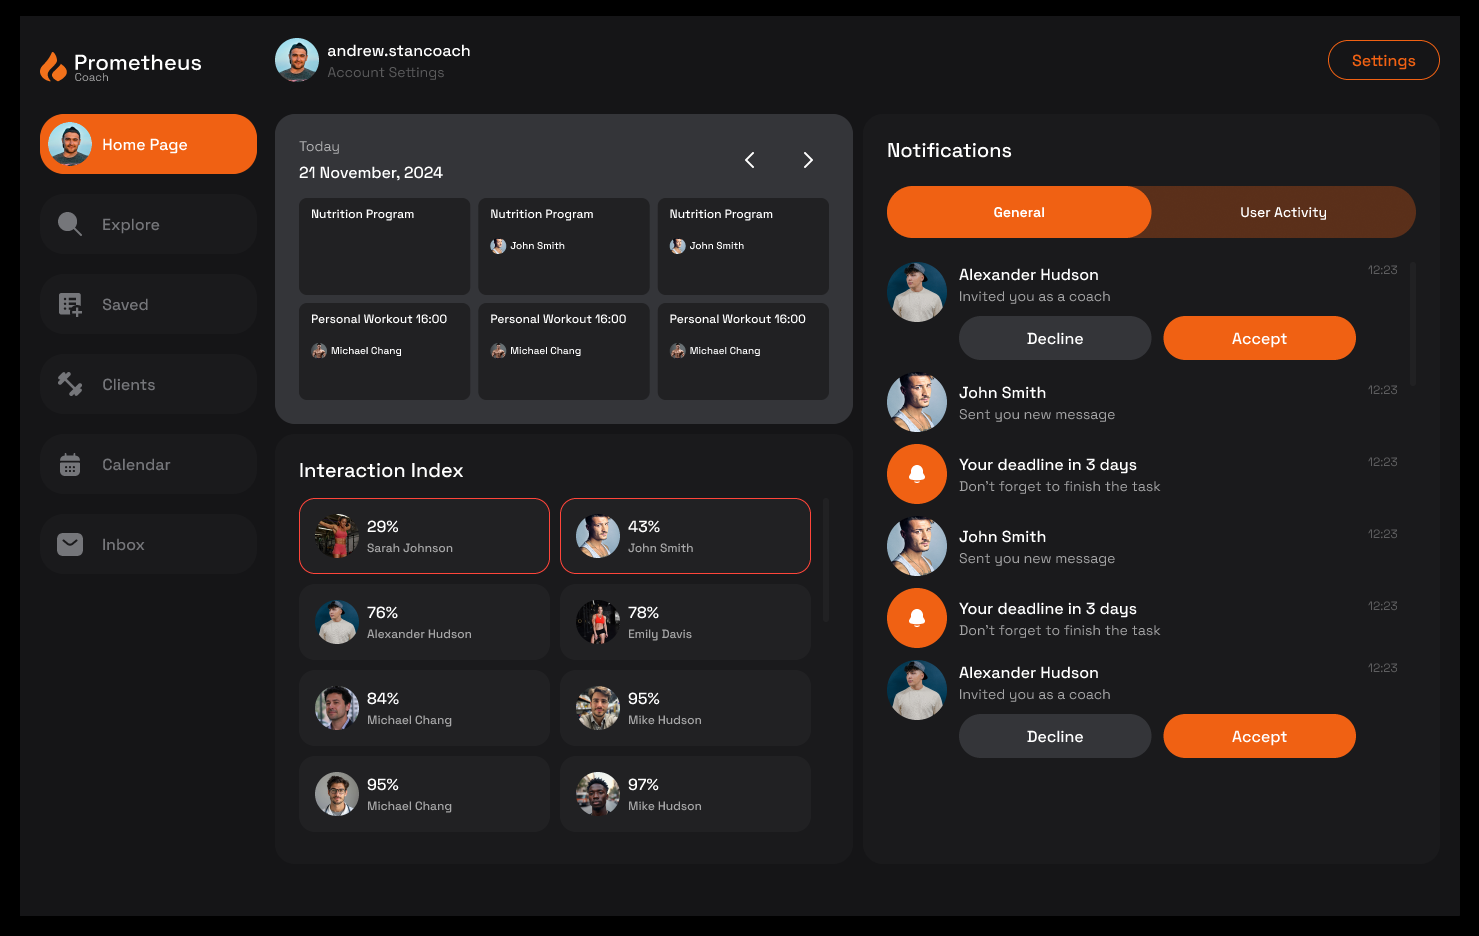 Prometheus
Coach
andrew.stancoach
Account Settings
Settings
Home Page
Explore
Saved
Clients
Calendar
Inbox
Today
21 November, 2024
Nutrition Program
Nutrition Program
John Smith
Nutrition Program
John Smith
Personal Workout 16:00
Michael Chang
Personal Workout 16:00
Michael Chang
Personal Workout 16:00
Michael Chang
Interaction Index
29%
Sarah Johnson
43%
John Smith
76%
Alexander Hudson
78%
Emily Davis
84%
Michael Chang
95%
Mike Hudson
95%
Michael Chang
97%
Mike Hudson
Notifications
General
User Activity
Alexander Hudson
12:23
Invited you as a coach
Decline
Accept
John Smith
12:23
Sent you new message
Your deadline in 3 days
12:23
Don't forget to finish the task
John Smith
12:23
Sent you new message
Your deadline in 3 days
12:23
Don't forget to finish the task
Alexander Hudson
12:23
Invited you as a coach
Decline
Accept